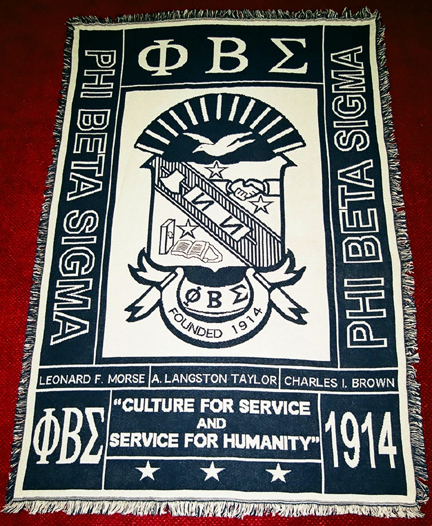 ΦΒΣ
PHI BETA SIGMA
PHI BETA SIGMA
ΦΒΣ
FOUNDED 1914
LEONARD F. MORSE
A. LANGSTON TAYLOR
CHARLES I. BROWN
ΦΒΣ
“CULTURE FOR SERVICE
AND
SERVICE FOR HUMANITY”
1914